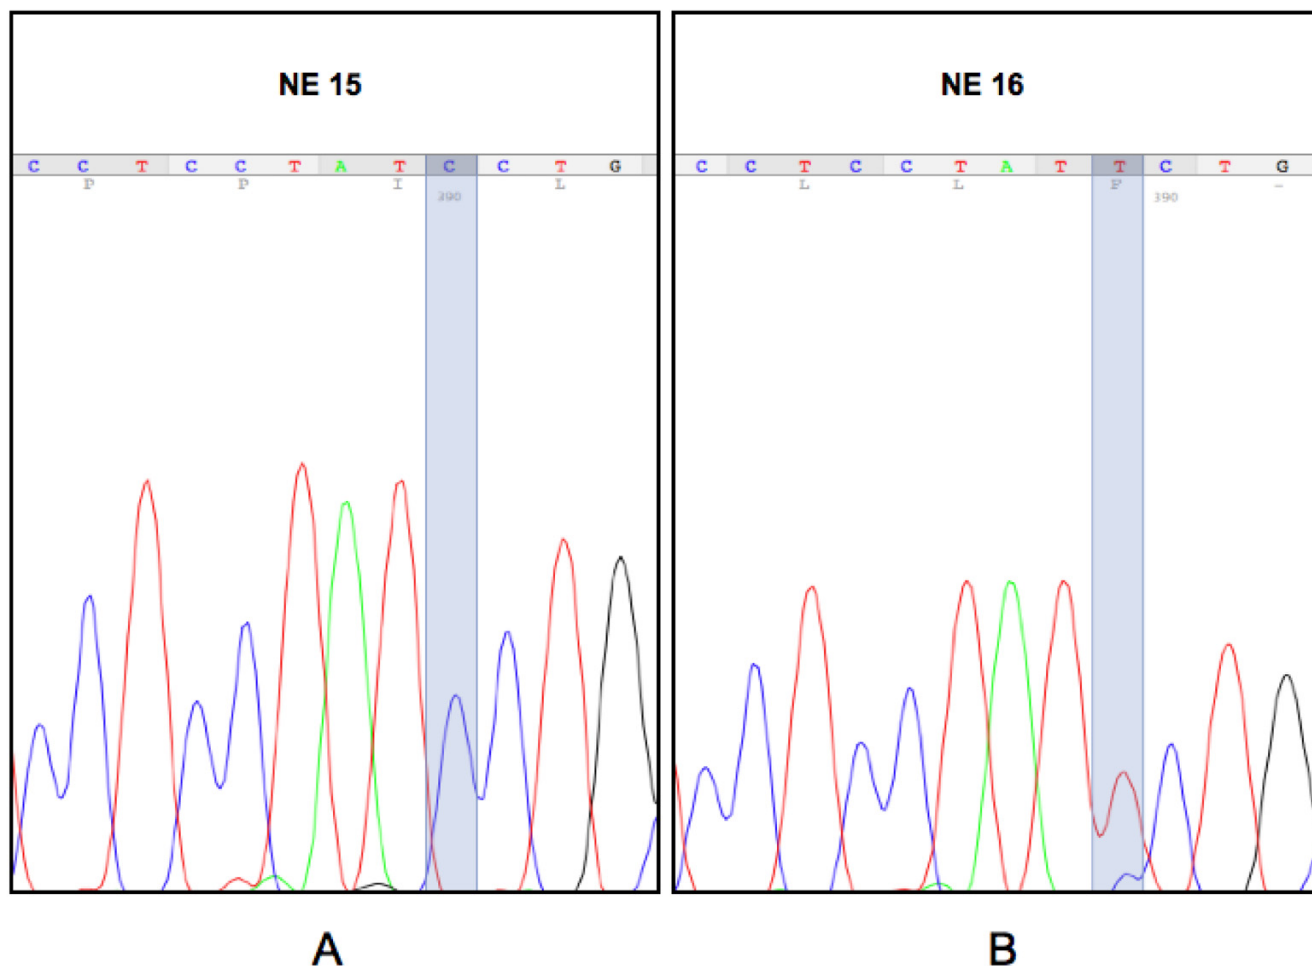 NE 15
C C T C C T A T C C T G
P P I L
390
NE 16
C C T C C T A T T C T G
L L F -
390
A
B